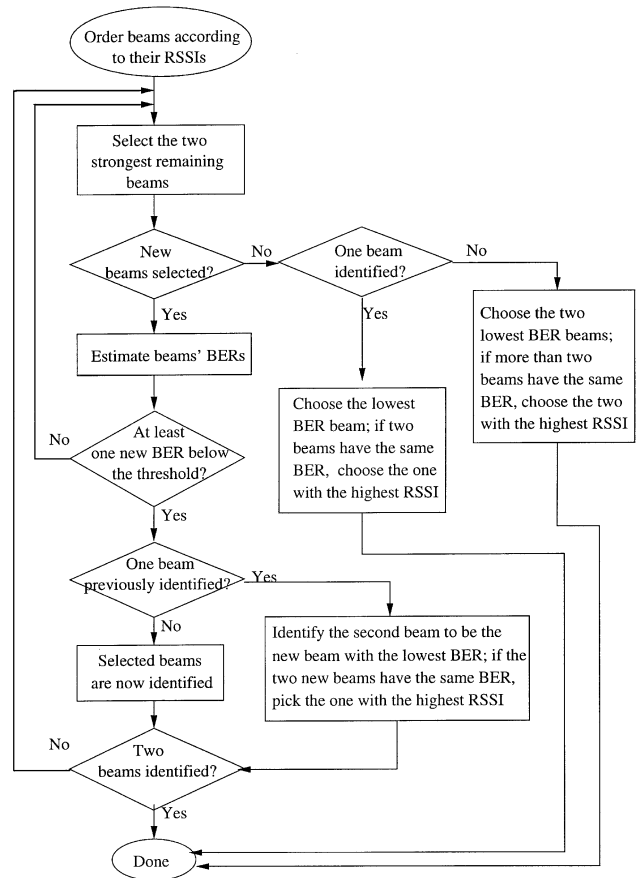 Order beams according
to their RSSIs
Select the two
strongest remaining
beams
New
beams selected?
No
One beam
identified?
No
Yes
Yes
Choose the two
lowest BER beams;
if more than two
beams have the same
BER, choose the two
with the highest RSSI
Estimate beams' BERs
Choose the lowest
BER beam; if two
beams have the same
BER, choose the one
with the highest RSSI
At least
one new BER below
the threshold?
No
Yes
One beam
previously identified?
Yes
No
Identify the second beam to be the
new beam with the lowest BER; if the
two new beams have the same BER,
pick the one with the highest RSSI
Selected beams
are now identified
No
Two
beams identified?
Yes
Done